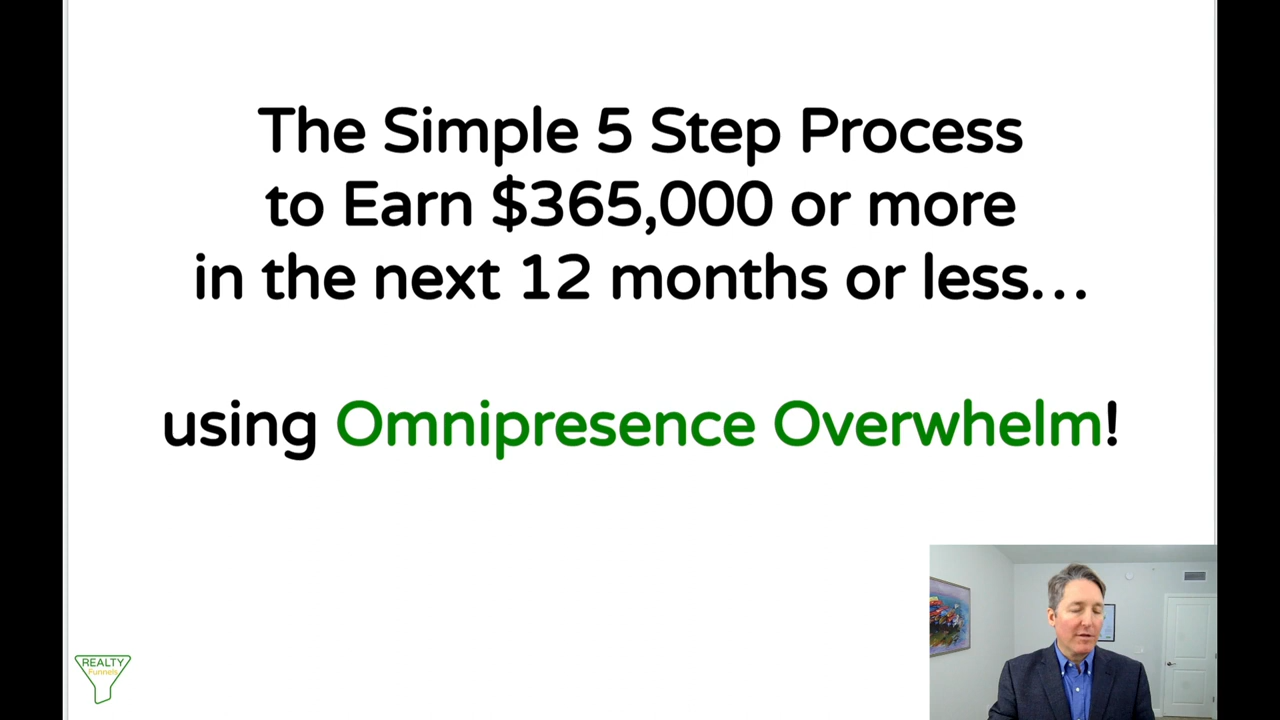 The Simple 5 Step Process
to Earn $365,000 or more
in the next 12 months or less...
using Omnipresence Overwhelm!
REALTY
Funnels